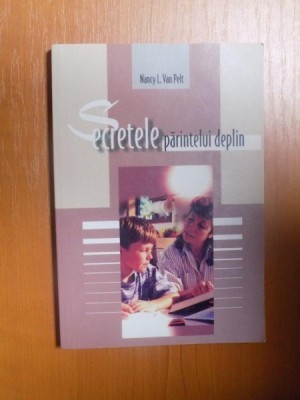 Nancy L. Van Pelt
Secretele părintelui deplin